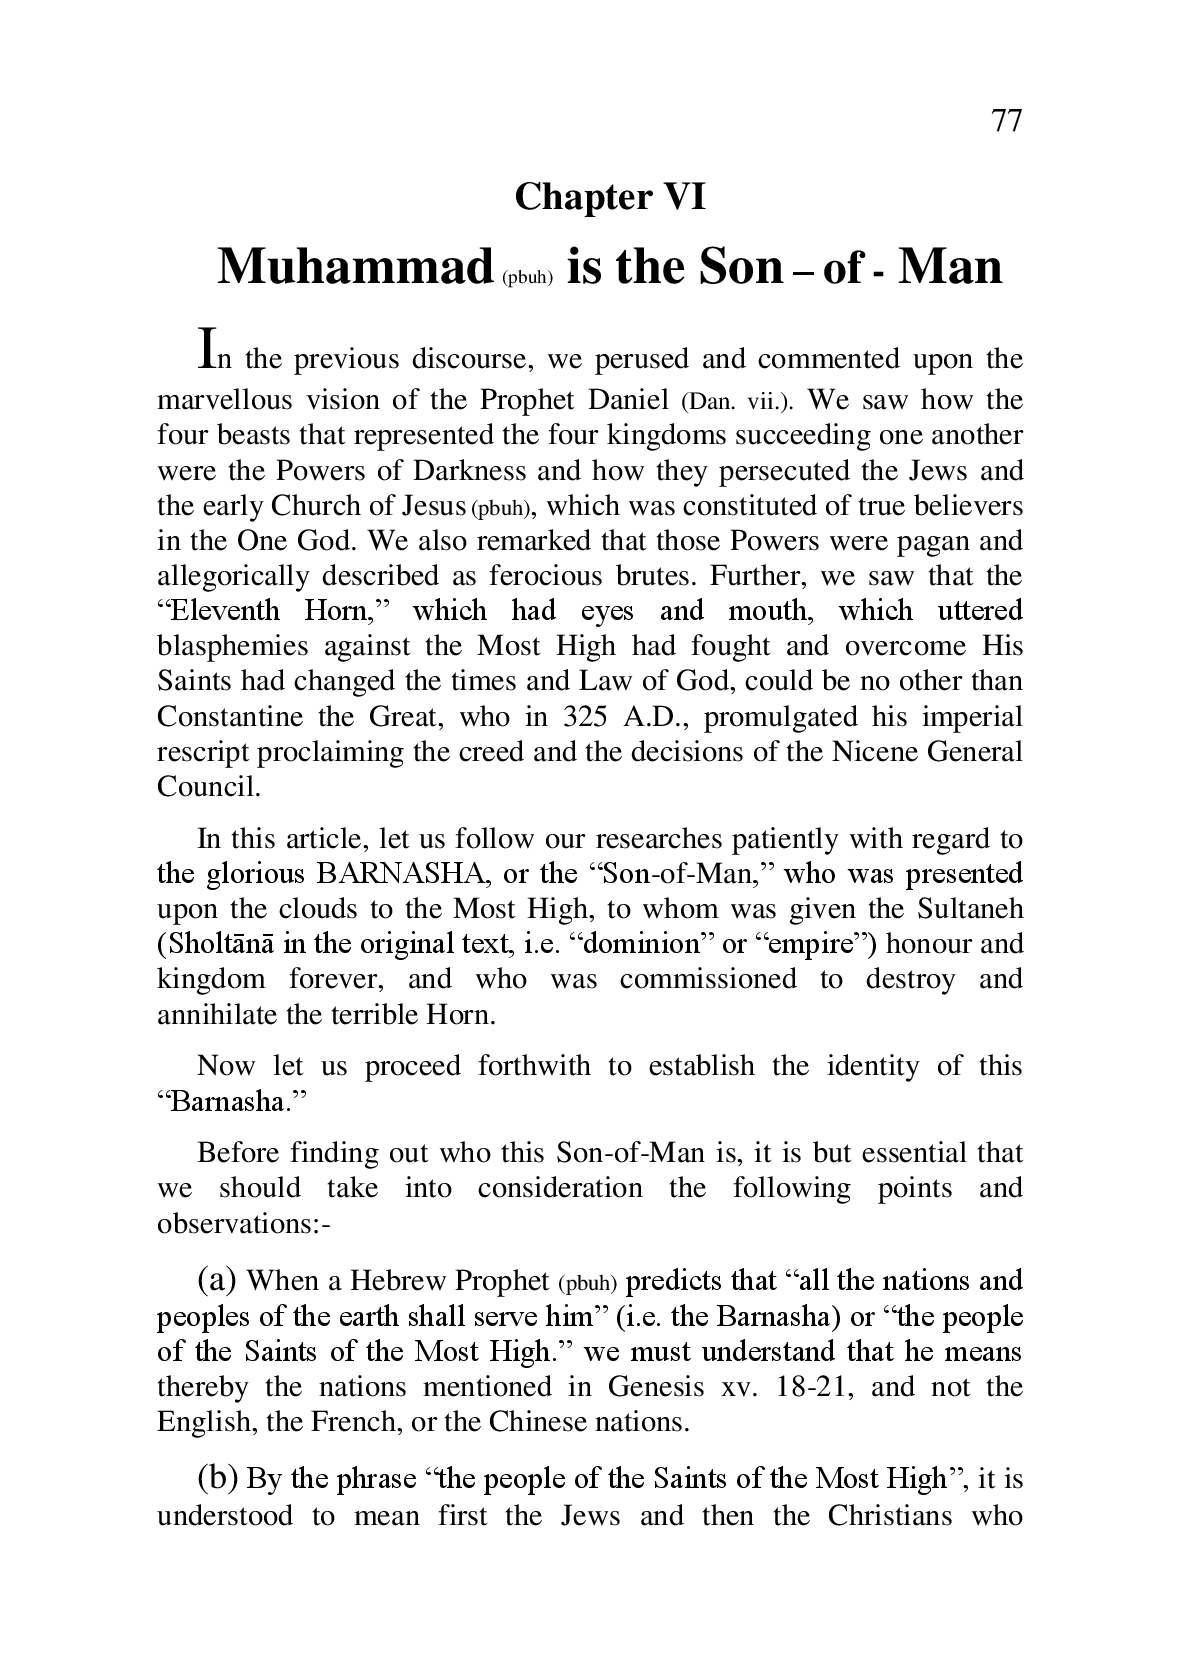 77
Chapter VI
Muhammad (pbuh) is the Son – of - Man
In the previous discourse, we perused and commented upon the
marvellous vision of the Prophet Daniel (Dan. vii.). We saw how the
four beasts that represented the four kingdoms succeeding one another
were the Powers of Darkness and how they persecuted the Jews and
the early Church of Jesus (pbuh), which was constituted of true believers
in the One God. We also remarked that those Powers were pagan and
allegorically described as ferocious brutes. Further, we saw that the
“Eleventh Horn,” which had eyes and mouth, which uttered
blasphemies against the Most High had fought and overcome His
Saints had changed the times and Law of God, could be no other than
Constantine the Great, who in 325 A.D., promulgated his imperial
rescript proclaiming the creed and the decisions of the Nicene General
Council.
In this article, let us follow our researches patiently with regard to
the glorious BARNASHA, or the “Son-of-Man,” who was presented
upon the clouds to the Most High, to whom was given the Sultaneh
(Sholtānā in the original text, i.e. “dominion” or “empire”) honour and
kingdom forever, and who was commissioned to destroy and
annihilate the terrible Horn.
Now let us proceed forthwith to establish the identity of this
“Barnasha.”
Before finding out who this Son-of-Man is, it is but essential that
we should take into consideration the following points and
observations:-
(a) When a Hebrew Prophet (pbuh) predicts that “all the nations and
peoples of the earth shall serve him” (i.e. the Barnasha) or “the people
of the Saints of the Most High.” we must understand that he means
thereby the nations mentioned in Genesis xv. 18-21, and not the
English, the French, or the Chinese nations.
(b) By the phrase “the people of the Saints of the Most High”, it is
understood to mean first the Jews and then the Christians who